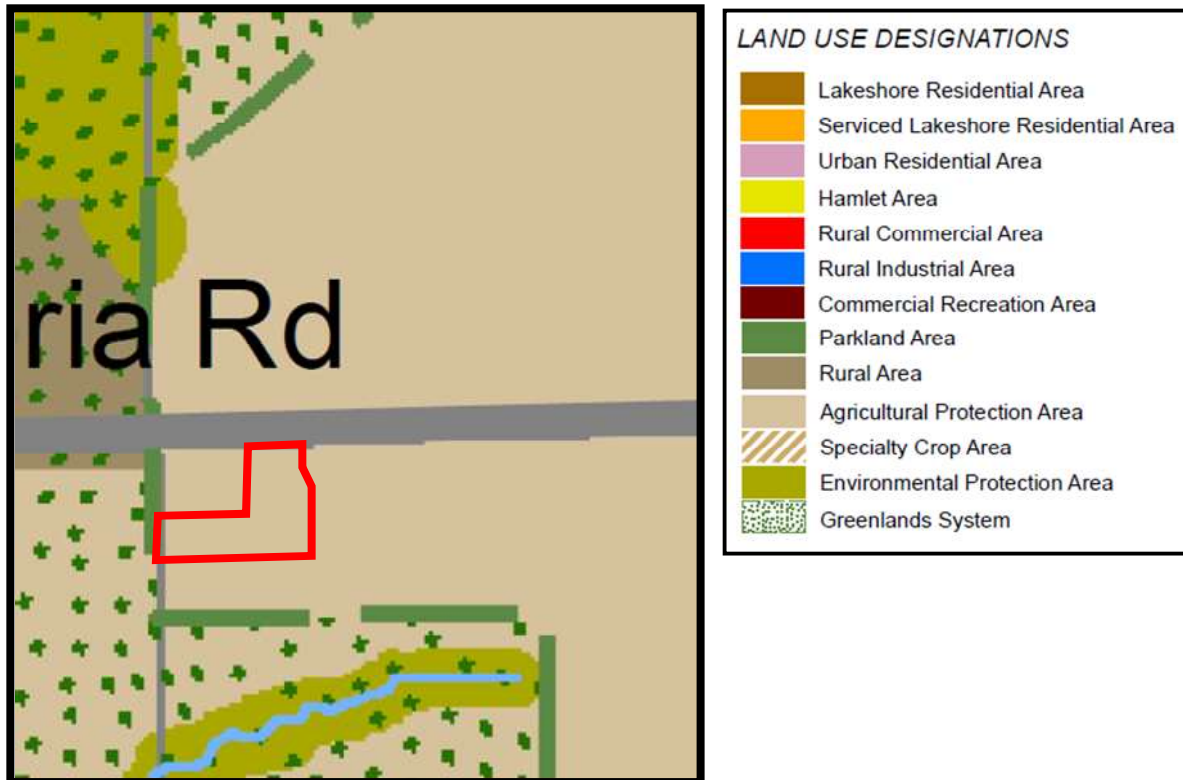 ria Rd
LAND USE DESIGNATIONS
Lakeshore Residential Area
Serviced Lakeshore Residential Area
Urban Residential Area
Hamlet Area
Rural Commercial Area
Rural Industrial Area
Commercial Recreation Area
Parkland Area
Rural Area
Agricultural Protection Area
Specialty Crop Area
Environmental Protection Area
Greenlands System